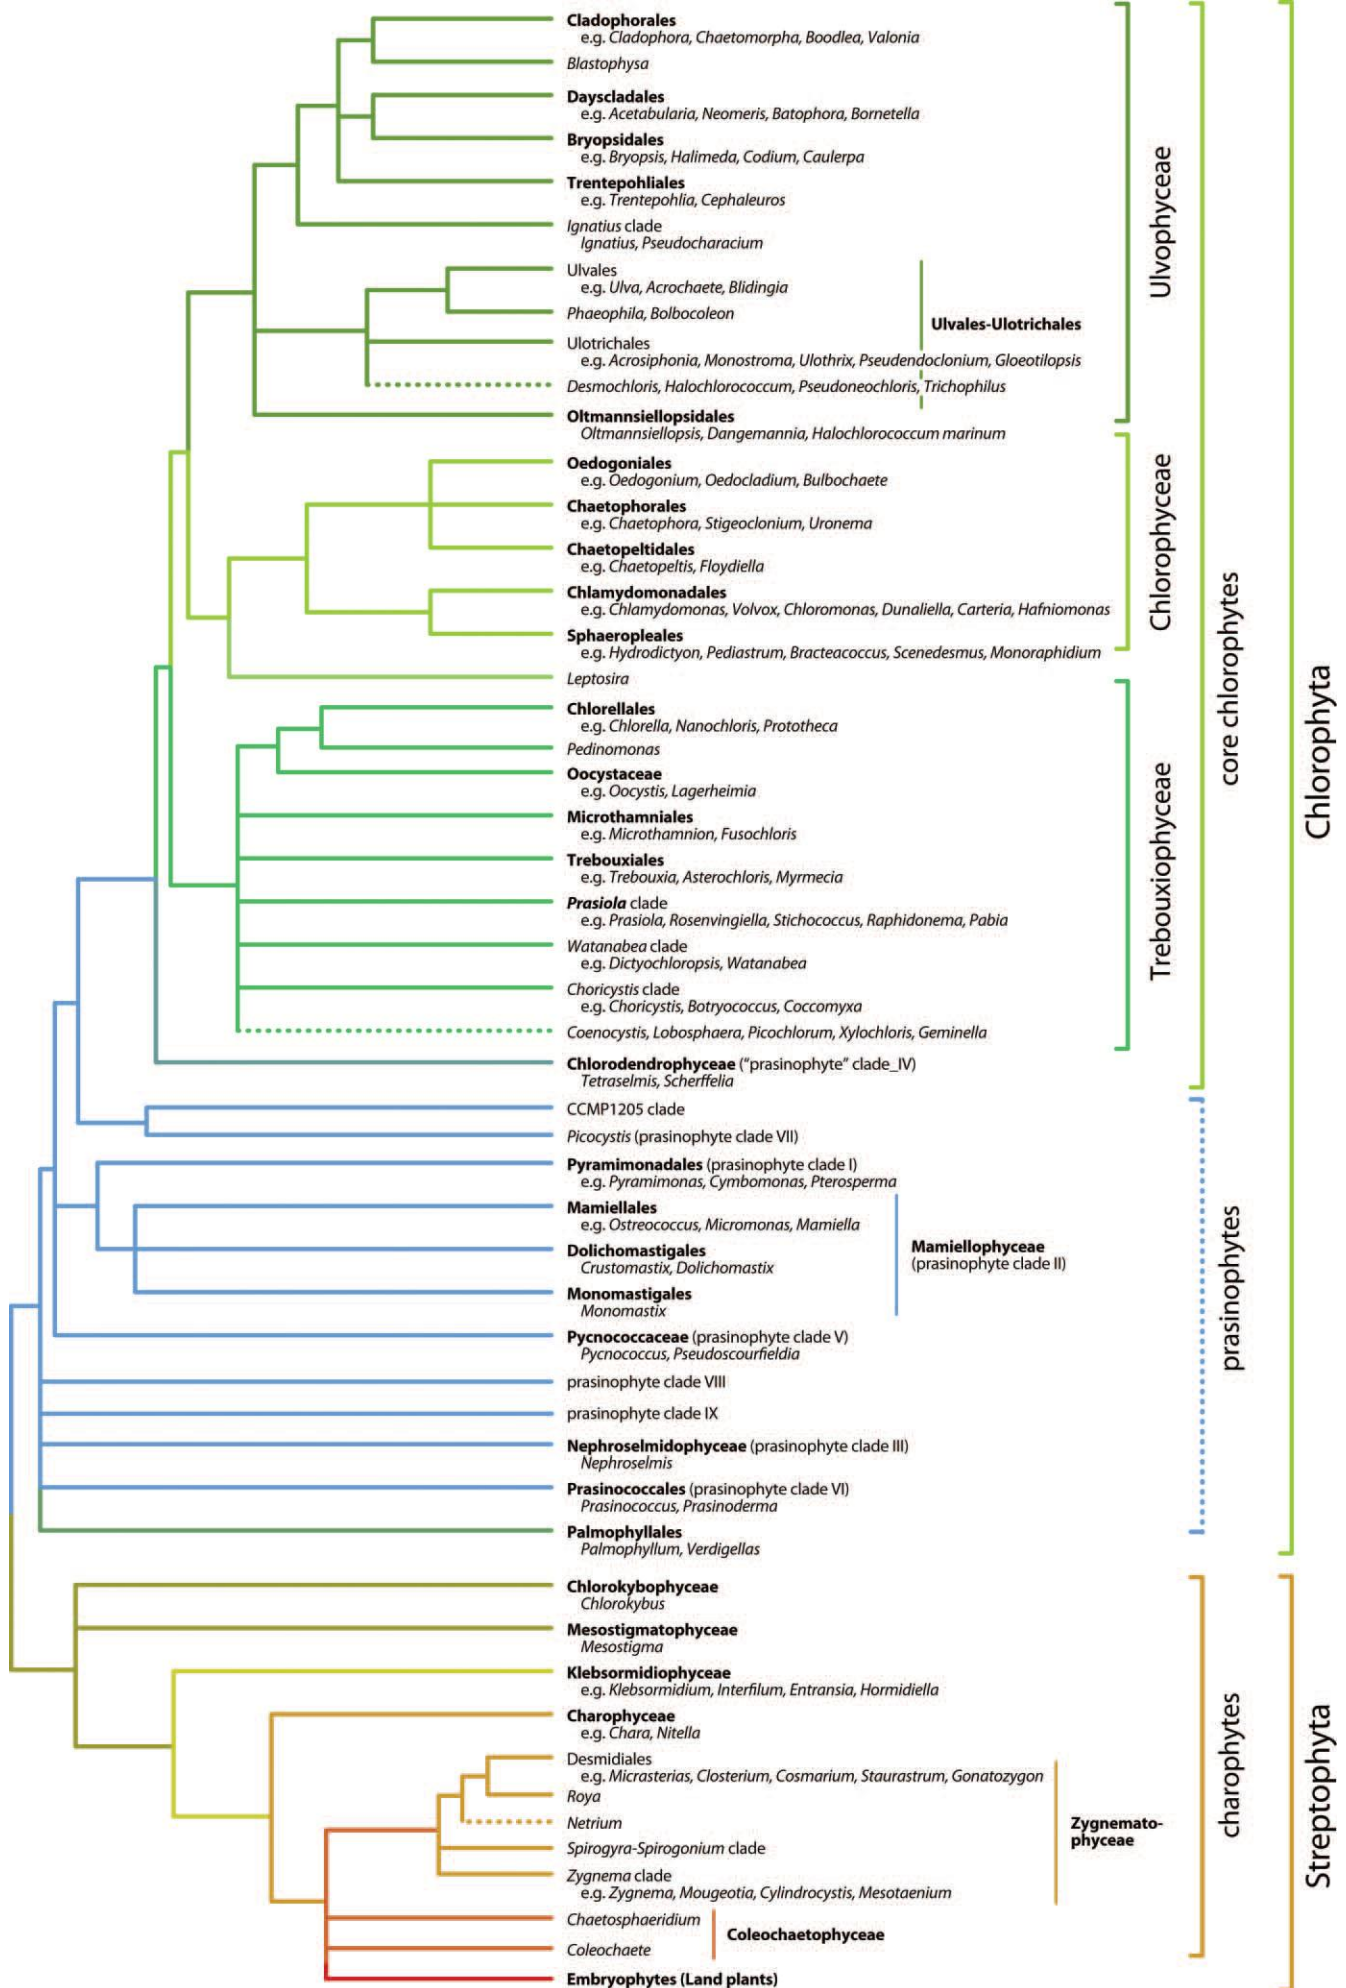 Cladophorales
e.g. Cladophora, Chaetomorpha, Boodlea, Valonia
Blastophysa
Dayscladales
e.g. Acetabularia, Neomeris, Batophora, Bornetella
Bryopsidales
e.g. Bryopsis, Halimeda, Codium, Caulerpa
Trentepohliales
e.g. Trentepohlia, Cephaleuros
Ignatius clade
Ignatius, Pseudocharacium
Ulvales
e.g. Ulva, Acrochaete, Blidingia
Phaeophila, Bolbocoleon
Ulotrichales
e.g. Acrosiphonia, Monostroma, Ulothrix, Pseudendoclonium, Gloeotilopsis
Desmochloris, Halochlorococcum, Pseudoneochloris, Trichophilus
Ulvales-Ulotrichales
Oltmannsiellopsidales
Oltmannsiellopsis, Dangemannia, Halochlorococcum marinum
Ulvophyceae
Oedogoniales
e.g. Oedogonium, Oedocladium, Bulbochaete
Chaetophorales
e.g. Chaetophora, Stigeoclonium, Uronema
Chaetopeltidales
e.g. Chaetopeltis, Floydiella
Chlamydomonadales
e.g. Chlamydomonas, Volvox, Chloromonas, Dunaliella, Carteria, Hafniomonas
Sphaeropleales
e.g. Hydrodictyon, Pediastrum, Bracteacoccus, Scenedesmus, Monoraphidium
Chlorophyceae
Leptosira
Chlorellales
e.g. Chlorella, Nanochloris, Prototheca
Pedinomonas
Oocystaceae
e.g. Oocystis, Lagerheimia
Microthamniales
e.g. Microthamnion, Fusochloris
Trebouxiales
e.g. Trebouxia, Asterochloris, Myrmecia
Prasiola clade
e.g. Prasiola, Rosenvingiella, Stichococcus, Raphidonema, Pabia
Watanabea clade
e.g. Dictyochloropsis, Watanabea
Choricystis clade
e.g. Choricystis, Botryococcus, Coccomyxa
Coenocystis, Lobosphaera, Picochlorum, Xylochloris, Geminella
Trebouxiophyceae
Chlorodendrophyceae (“prasinophyte” clade_IV)
Tetraselmis, Scherffelia
core chlorophytes
CCMP1205 clade
Picocystis (prasinophyte clade VII)
Pyramimonadales (prasinophyte clade I)
e.g. Pyramimonas, Cymbomonas, Pterosperma
Mamiellales
e.g. Ostreococcus, Micromonas, Mamiella
Dolichomastigales
Crustomastix, Dolichomastix
Monomastigales
Monomastix
Mamiellophyceae
(prasinophyte clade II)
Pycnococcaceae (prasinophyte clade V)
Pycnococcus, Pseudoscourfieldia
prasinophyte clade VIII
prasinophyte clade IX
Nephroselmidophyceae (prasinophyte clade III)
Nephroselmis
Prasinococcales (prasinophyte clade VI)
Prasinococcus, Prasinoderma
Palmophyllales
Palmophyllum, Verdigellas
prasinophytes
Chlorophyta
Chlorokybophyceae
Chlorokybus
Mesostigmatophyceae
Mesostigma
Klebsormidiophyceae
e.g. Klebsormidium, Interfilum, Entransia, Hormidiella
Charophyceae
e.g. Chara, Nitella
Desmidiales
e.g. Micrasterias, Closterium, Cosmarium, Staurastrum, Gonatozygon
Roya
Netrium
Spirogyra-Spirogonium clade
Zygnema clade
e.g. Zygnema, Mougeotia, Cylindrocystis, Mesotaenium
Zygnemato-
phyceae
Chaetosphaeridium
Coleochaete
Coleochaetophyceae
Embryophytes (Land plants)
charophytes
Streptophyta